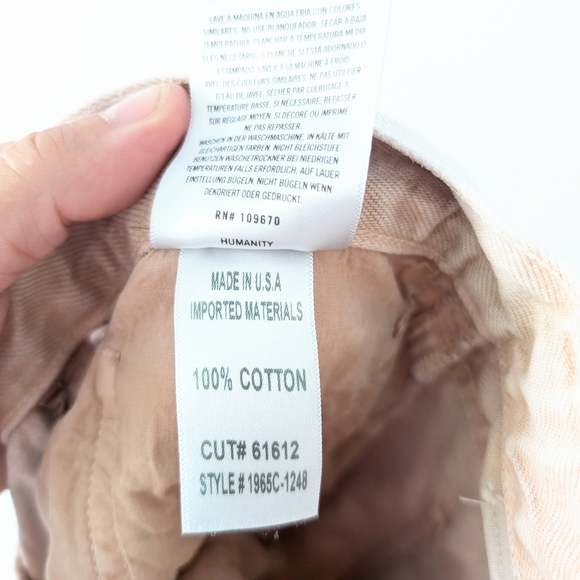 LAVE A MAQUINA EN AGUA FRIA CON COLORES
SIMILARES. NO USE BLANQUEADOR. SECAR A BAJA
TEMPERATURA. PLANCHAR A TEMPERATURA MEDIA
SI ES NECESARIO. O PLANCHE SI ESTÁ ADORNADO O
ESTAMPADO. LAVER À LA MACHINE À FROID
AVEC DES COULEURS SIMILAIRES. NE PAS UTILISER
D'EAU DE JAVEL. SÉCHER PAR CULBUTAGE À
TEMPÉRATURE BASSE. SI NÉCESSAIRE, REPASSER
SUR RÉGLAGE MOYEN. SI DÉCORÉ OU IMPRIMÉ,
NE PAS REPASSER.
WASCHEN IN DER WASCHMASCHINE, IN KÄLTE MIT
GLEICHARTIGEN FARBEN, NICHT BLEICHSTUFE
BENUTZEN WÄSCHETROCKNER BEI NIEDRIGEN
TEMPERATUREN FALLS ERFORDLICH, AUF LAUER
EINSTELLUNG BÜGELN, NICHT BÜGELN WENN
DEKORIERT ODER GEDRUCKT.
RN# 109670
HUMANITY
MADE IN U.S.A
IMPORTED MATERIALS
100% COTTON
CUT# 61612
STYLE# 1965C-1248